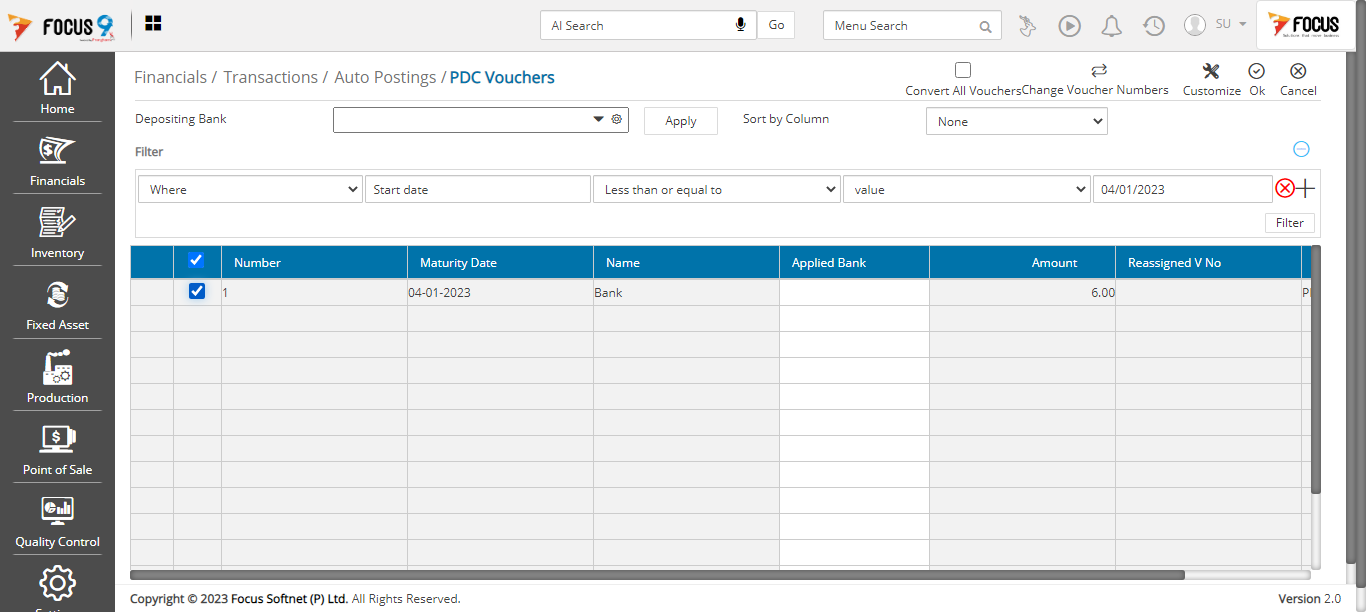 FOCUS 9
AI Search
Go
Menu Search
SU
FOCUS
Home
Financials
Inventory
Fixed Asset
Production
Point of Sale
Quality Control
Financials / Transactions / Auto Postings / PDC Vouchers
Convert All Vouchers
Change Voucher Numbers
Customize
Ok
Cancel
Depositing Bank
Apply
Sort by Column
None
Filter
Where
Start date
Less than or equal to
value
04/01/2023
Filter
Number Maturity Date Name Applied Bank Amount Reassigned V No
1 04-01-2023 Bank 6.00
Copyright © 2023 Focus Softnet (P) Ltd. All Rights Reserved.
Version 2.0